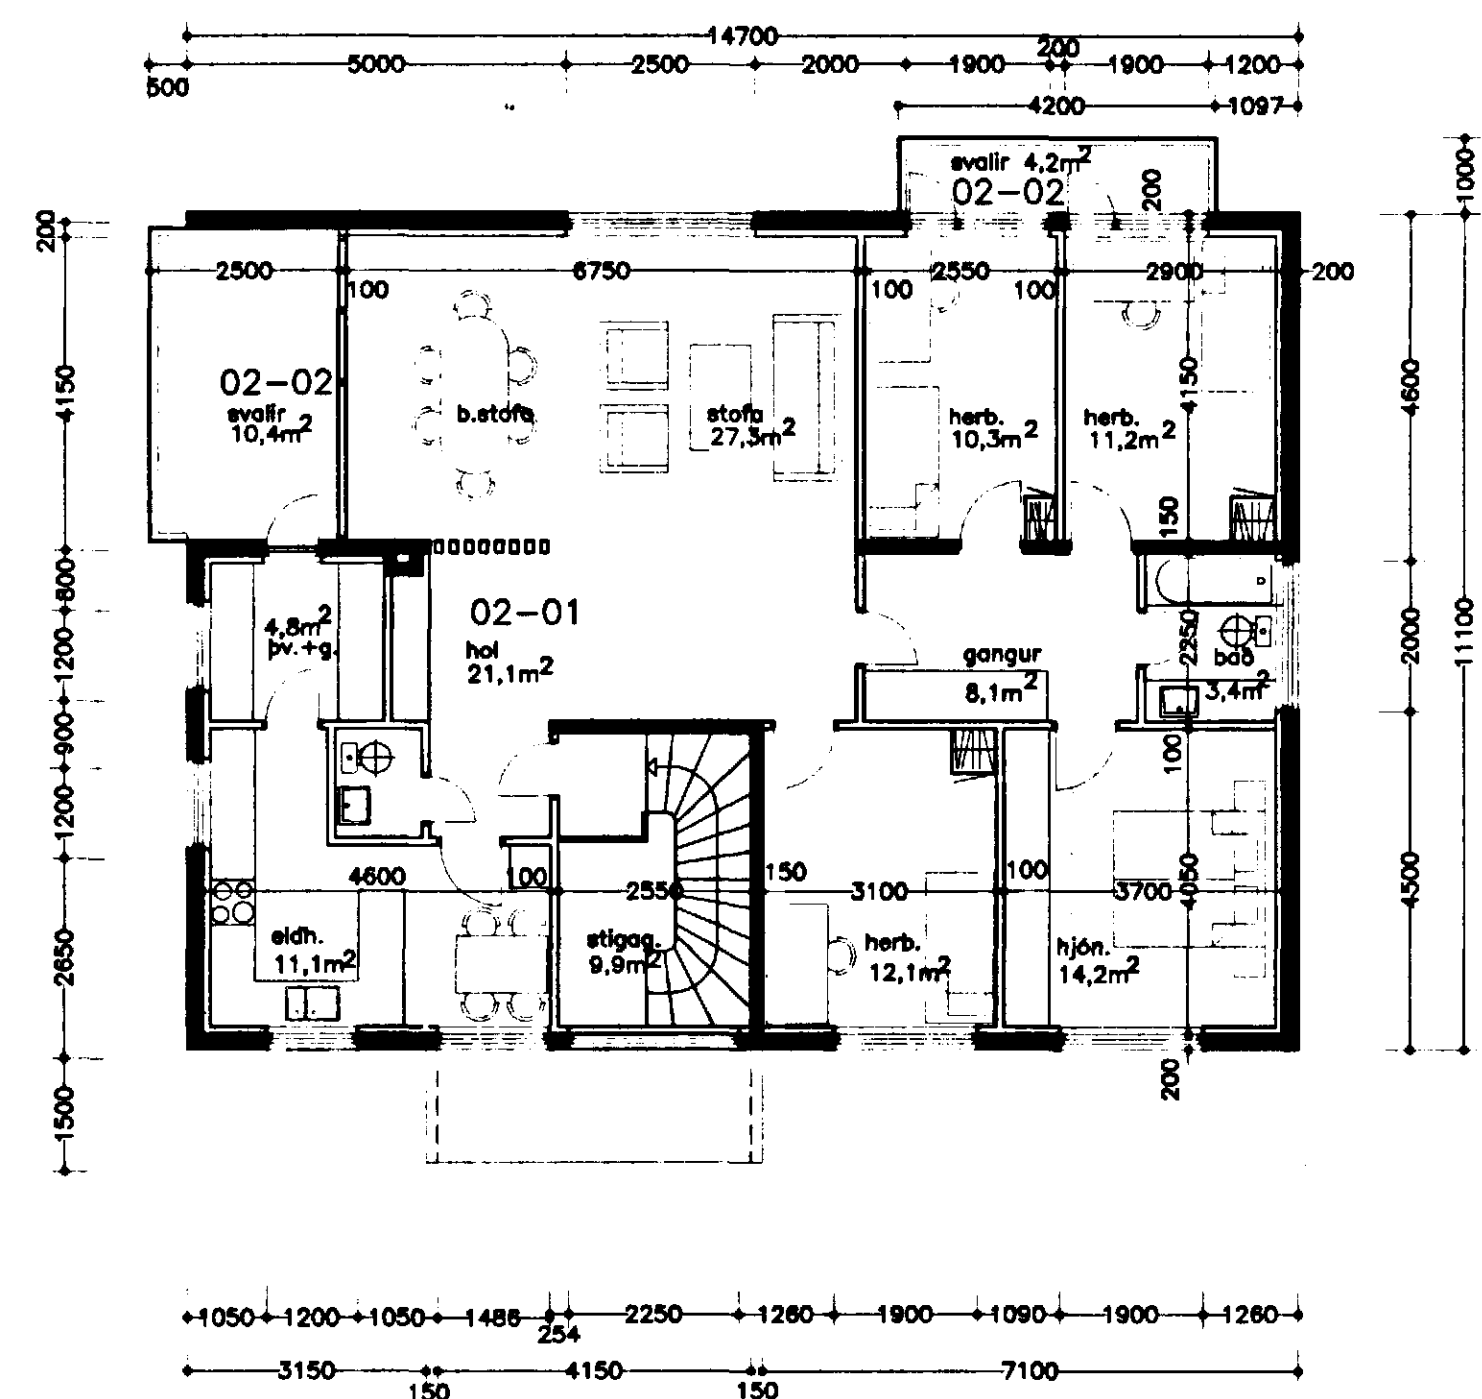 14700
200
5000 2500 2000 1900 1900 1200
500
4200 1097
svalir 4,2m²
02-02
200
1000
200
2500 6750 2550 2900 200
100 100 100
4150
02-02
svalir
10,4m²
b.stofa
stofa
27,3m²
herb.
10,3m²
herb.
11,2m²
4150
4600
150
800
02-01
4,8m²
þv.+g.
hol
21,1m²
gangur
8,1m²
2250
bað
3,4m²
1200
2000
11100
900
100
1200
4600 100 2550 150 3100 100 3700
4050
4500
2650
eldh.
11,1m²
stigag.
9,9m²
herb.
12,1m²
hjón.
14,2m²
200
1500
1050 1200 1050 1486 2250 1260 1900 1090 1900 1260
254
3150 4150 7100
150 150